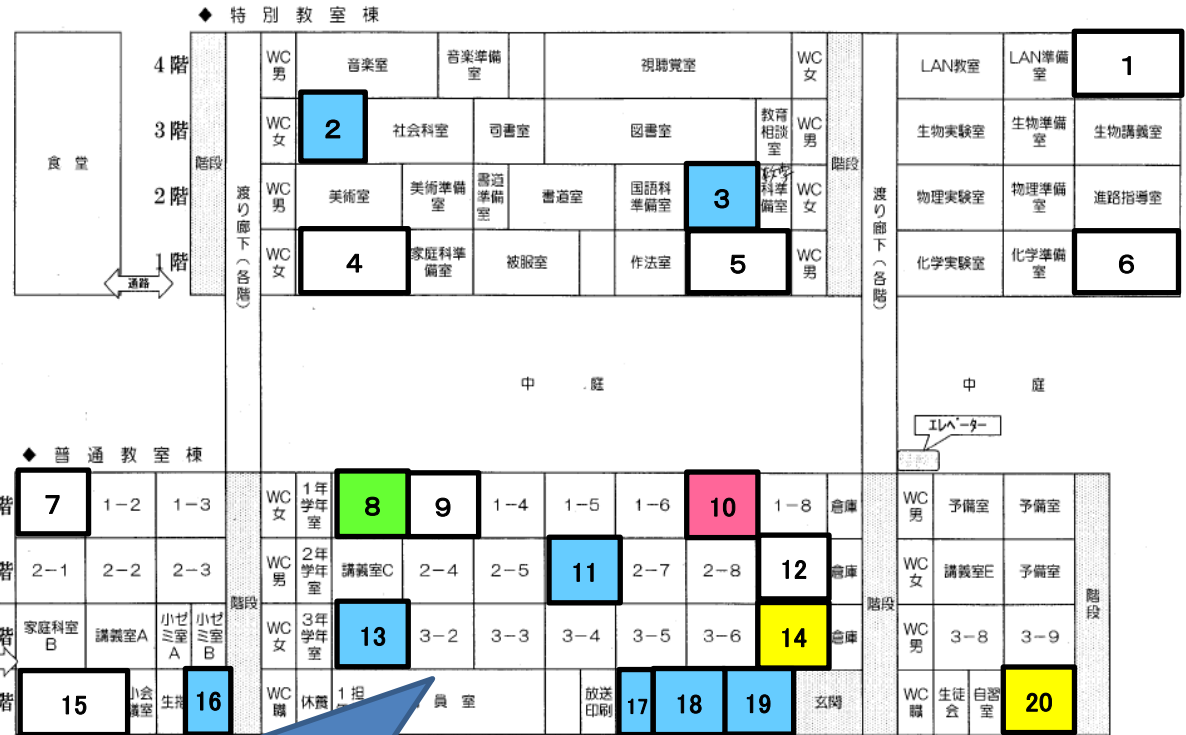 ◆ 特別教室棟
食堂
4階
3階
2階
1階
通路
階段
渡り廊下(各階)
WC男
音楽室
音楽準備室
視聴覚室
WC女
LAN教室
LAN準備室
1
WC女
2
社会科室
司書室
図書室
教育相談室
WC男
階段
生物実験室
生物準備室
生物講義室
WC男
美術室
美術準備室
書道準備室
書道室
国語科準備室
3
科準備室
WC女
渡り廊下(各階)
物理実験室
物理準備室
進路指導室
WC女
4
家庭科準備室
被服室
作法室
5
WC男
化学実験室
化学準備室
6
中庭
中庭
エレベーター
◆ 普通教室棟
階
7
1-2
1-3
WC女
1年学年室
8
9
1-4
1-5
1-6
10
1-8
倉庫
WC男
予備室
予備室
階
2-1
2-2
2-3
階段
WC男
2年学年室
講義室C
2-4
2-5
11
2-7
2-8
12
倉庫
階段
WC女
講義室E
予備室
階段
階
家庭科室B
講義室A
小ゼミ室A
小ゼミ室B
WC女
3年学年室
13
3-2
3-3
3-4
3-5
3-6
14
倉庫
WC男
3-8
3-9
階
15
小会議室
生指
16
WC職
休養
1担
員室
放送印刷
17
18
19
玄関
WC職
生徒会
自習室
20